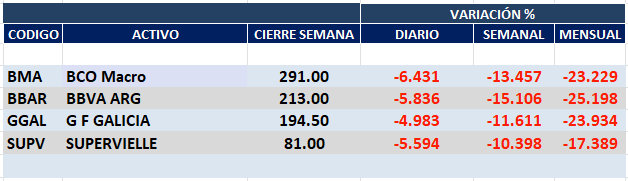 VARIACIÓN %
CODIGO ACTIVO CIERRE SEMANA DIARIO SEMANAL MENSUAL
BMA BCO Macro 291.00 -6.431 -13.457 -23.229
BBAR BBVA ARG 213.00 -5.836 -15.106 -25.198
GGAL G F GALICIA 194.50 -4.983 -11.611 -23.934
SUPV SUPERVIELLE 81.00 -5.594 -10.398 -17.389